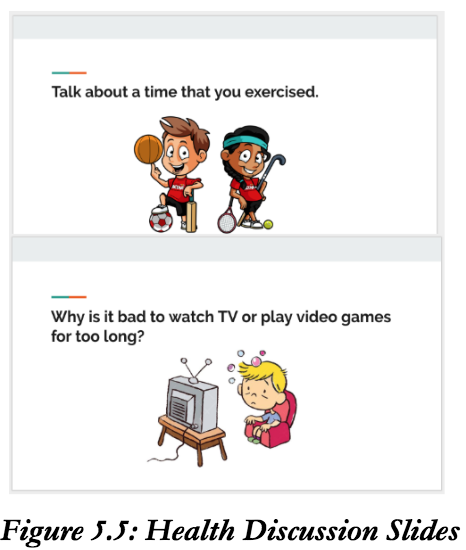 Talk about a time that you exercised.
Why is it bad to watch TV or play video games
for too long?
Figure 5.5: Health Discussion Slides